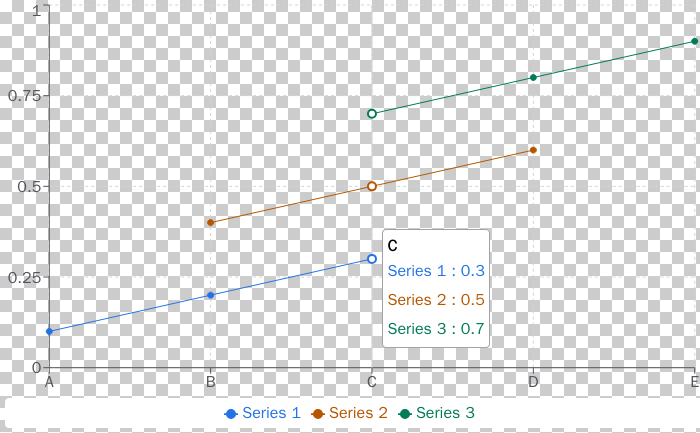 1
0.75
0.5
0.25
0
A B C D E
C
Series 1 : 0.3
Series 2 : 0.5
Series 3 : 0.7
Series 1 Series 2 Series 3